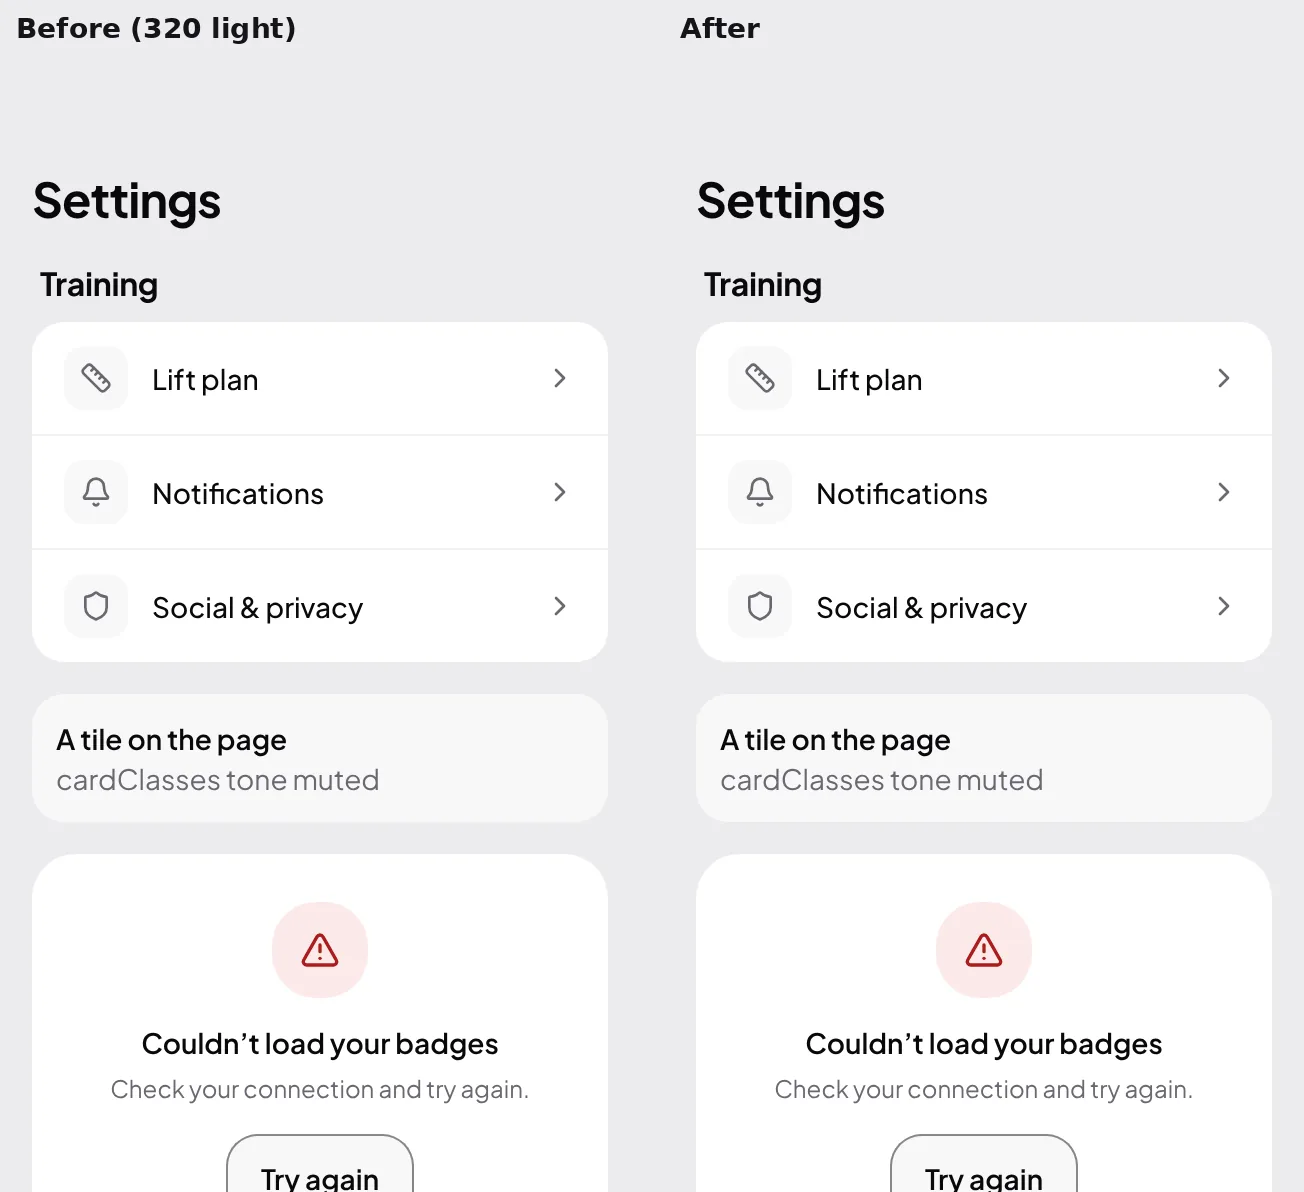 Before (320 light)
Settings
Training
Lift plan
Notifications
Social & privacy
A tile on the page
cardClasses tone muted
Couldn’t load your badges
Check your connection and try again.
Try again
After
Settings
Training
Lift plan
Notifications
Social & privacy
A tile on the page
cardClasses tone muted
Couldn’t load your badges
Check your connection and try again.
Try again